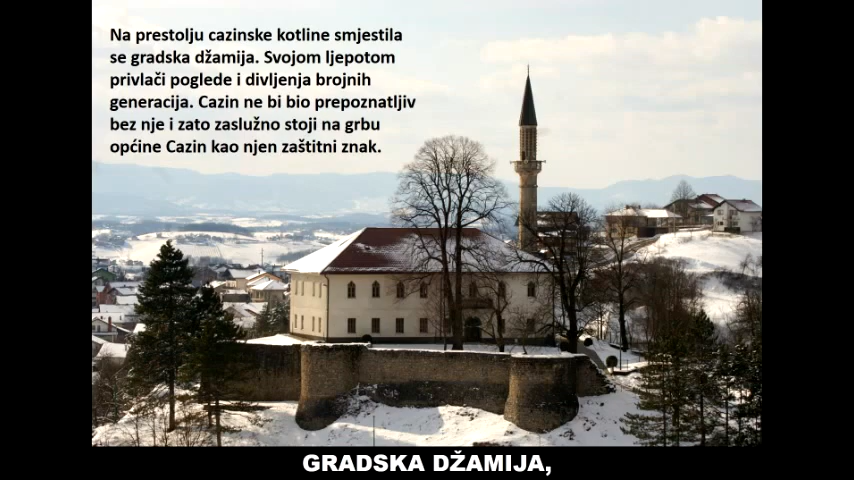 Na prestolju cazinske kotline smjestila
se gradska džamija. Svojom ljepotom
privlači poglede i divljenja brojnih
generacija. Cazin ne bi bio prepoznatljiv
bez nje i zato zaslužno stoji na grbu
općine Cazin kao njen zaštitni znak.
GRADSKA DŽAMIJA,